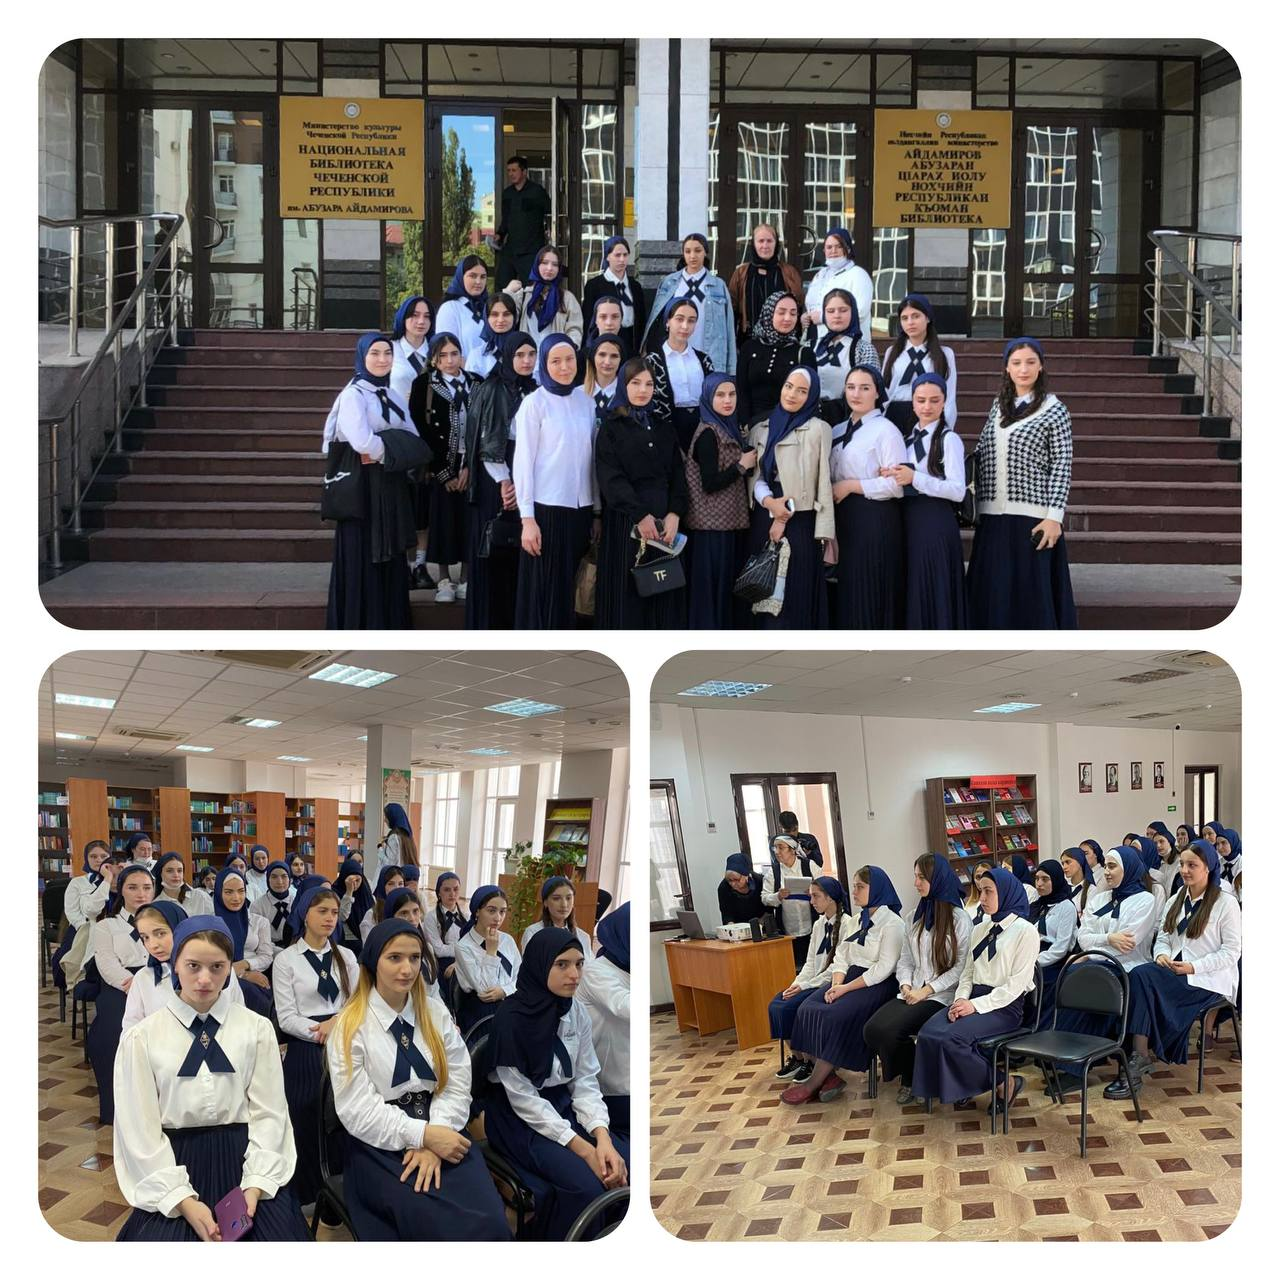 Министерство культуры
Чеченской Республики
НАЦИОНАЛЬНАЯ
БИБЛИОТЕКА
ЧЕЧЕНСКОЙ
РЕСПУБЛИКИ
им. АБУЗАРА АЙДАМИРОВА
Нохчийн Республикан
министерство
АЙДАМИРОВ
АБУЗАРАН
ЦIАРАХ ЙОЛУ
НОХЧИЙН
РЕСПУБЛИКАН
КЪОМАН
БИБЛИОТЕКА
TF